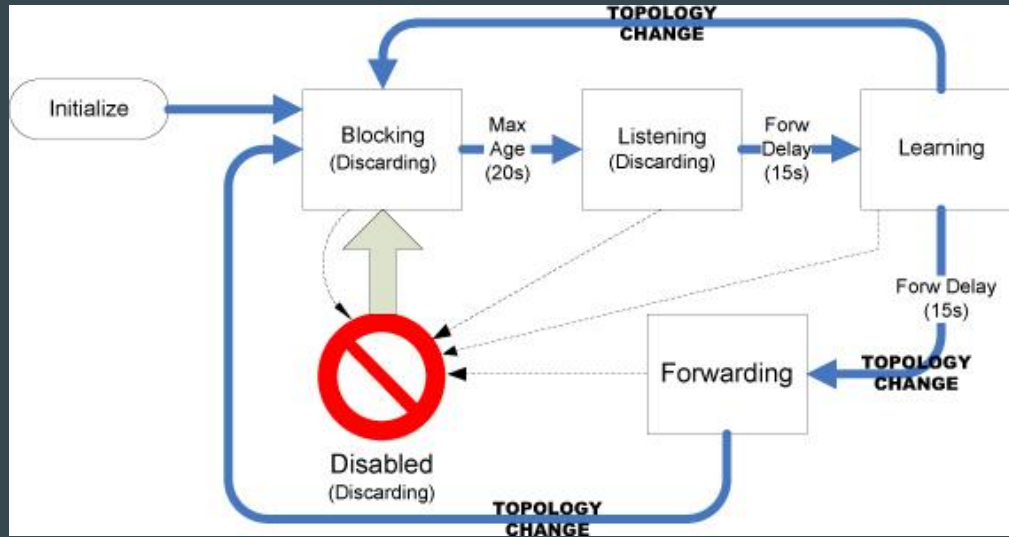 TOPOLOGY
CHANGE
Initialize
Blocking
(Discarding)
Max
Age
(20s)
Listening
(Discarding)
Forw
Delay
(15s)
Learning
Forw Delay
(15s)
Forwarding
TOPOLOGY
CHANGE
Disabled
(Discarding)
TOPOLOGY
CHANGE